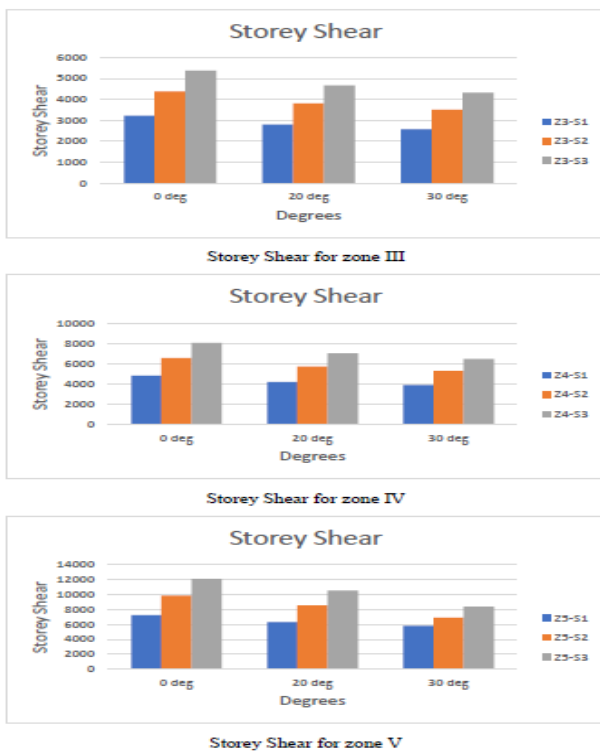 Storey Shear
6000
5000
4000
3000
2000
1000
0
Storey Shear
0 deg
20 deg
30 deg
Degrees
Z3-S1
Z3-S2
Z3-S3
Storey Shear for zone III
Storey Shear
10000
8000
6000
4000
2000
0
Storey Shear
0 deg
20 deg
30 deg
Degrees
Z4-S1
Z4-S2
Z4-S3
Storey Shear for zone IV
Storey Shear
14000
12000
10000
8000
6000
4000
2000
0
Storey Shear
0 deg
20 deg
30 deg
Degrees
Z5-S1
Z5-S2
Z5-S3
Storey Shear for zone V